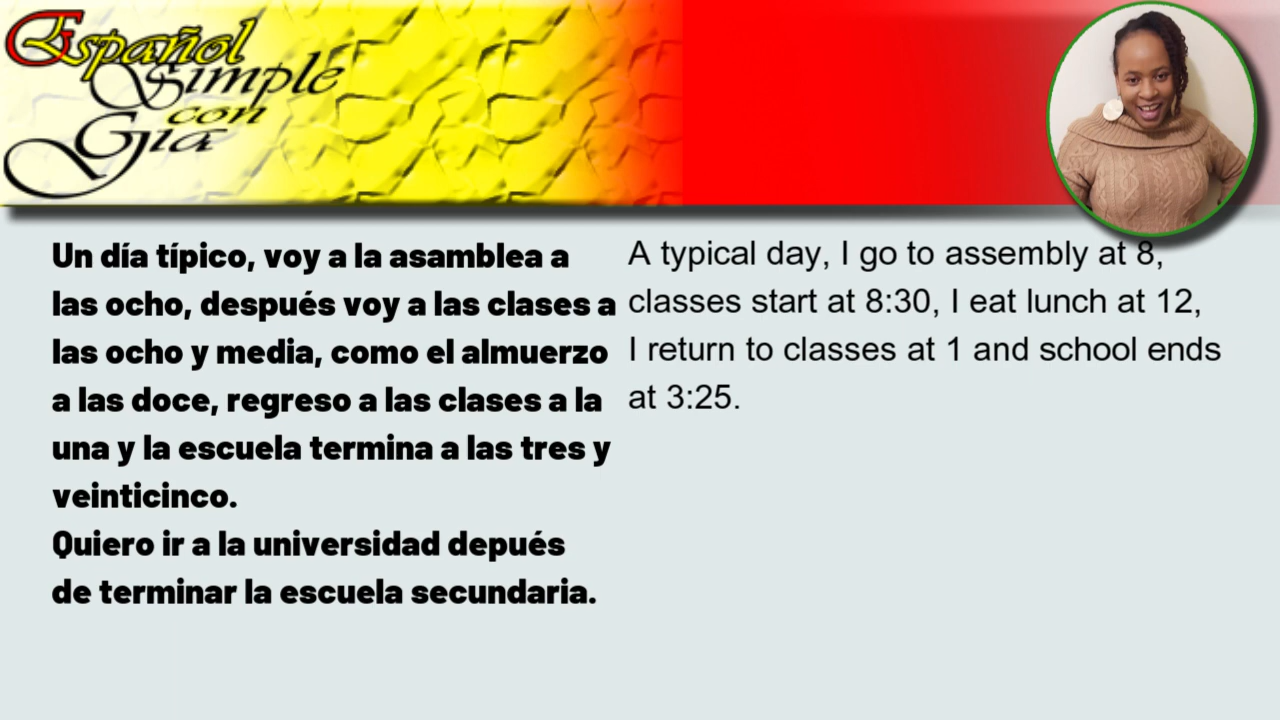 Español
Simple
con
Gia
Un día típico, voy a la asamblea a
las ocho, después voy a las clases a
las ocho y media, como el almuerzo
a las doce, regreso a las clases a la
una y la escuela termina a las tres y
veinticinco.
Quiero ir a la universidad depués
de terminar la escuela secundaria.
A typical day, I go to assembly at 8,
classes start at 8:30, I eat lunch at 12,
I return to classes at 1 and school ends
at 3:25.